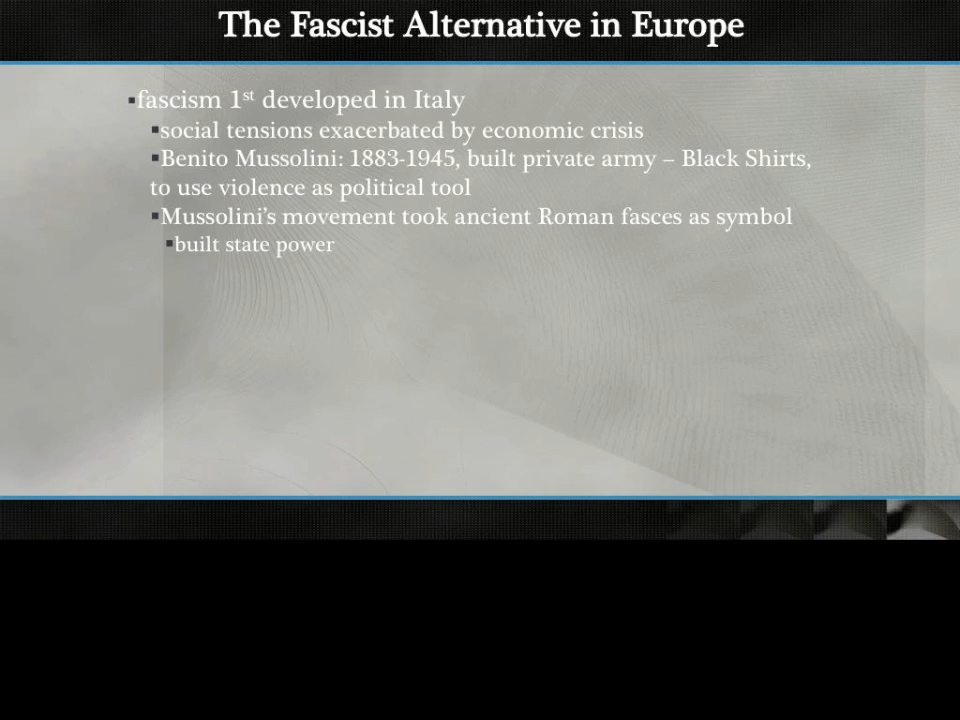 The Fascist Alternative in Europe
▪fascism 1st developed in Italy
▪social tensions exacerbated by economic crisis
▪Benito Mussolini: 1883-1945, built private army – Black Shirts,
to use violence as political tool
▪Mussolini’s movement took ancient Roman fasces as symbol
▪built state power